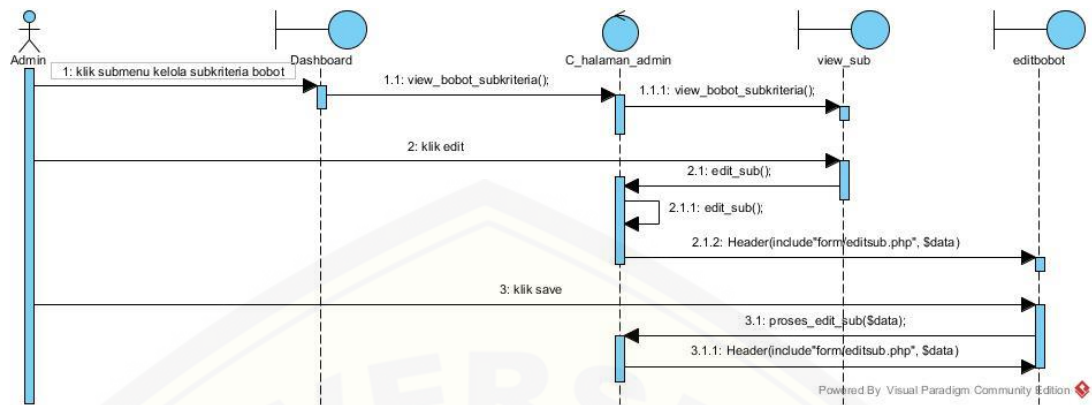 Admin
Dashboard
C_halaman_admin
view_sub
editbobot
1: klik submenu kelola subkriteria bobot
1.1: view_bobot_subkriteria();
1.1.1: view_bobot_subkriteria();
2: klik edit
2.1: edit_sub();
2.1.1: edit_sub();
2.1.2: Header(include"form/editsub.php", $data)
3: klik save
3.1: proses_edit_sub($data);
3.1.1: Header(include"form/editsub.php", $data)
Powered By Visual Paradigm Community Edition